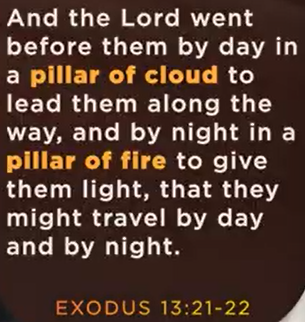 And the Lord went
before them by day in
a pillar of cloud to
lead them along the
way, and by night in a
pillar of fire to give
them light, that they
might travel by day
and by night.
EXODUS 13:21-22